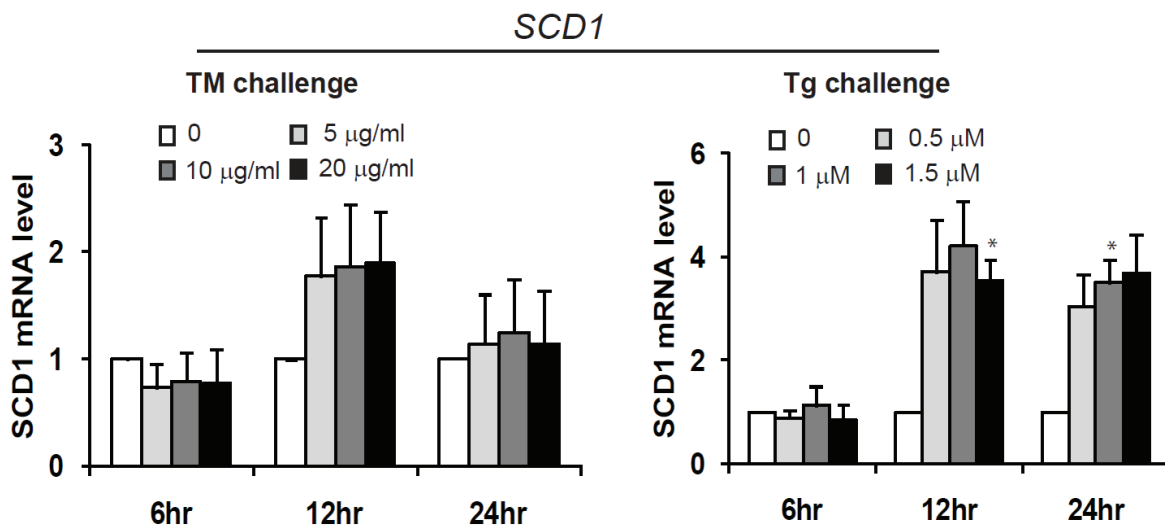 SCD1
TM challenge
0
5 μg/ml
10 μg/ml
20 μg/ml
SCD1 mRNA level
3
2
1
0
6hr
12hr
24hr
Tg challenge
0
0.5 μM
1 μM
1.5 μM
SCD1 mRNA level
6
4
2
0
*
*
6hr
12hr
24hr